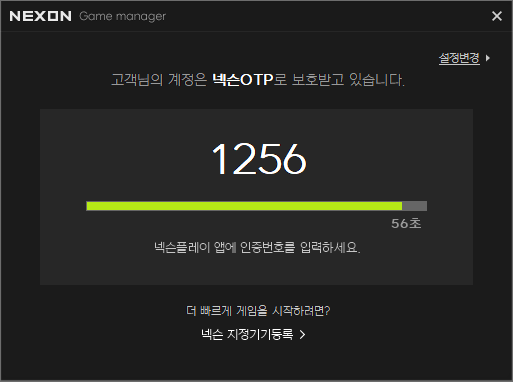 NEXON Game manager
설정변경
고객님의 계정은 넥슨OTP로 보호받고 있습니다.
1256
56초
넥슨플레이 앱에 인증번호를 입력하세요.
더 빠르게 게임을 시작하려면?
넥슨 지정기기등록 >